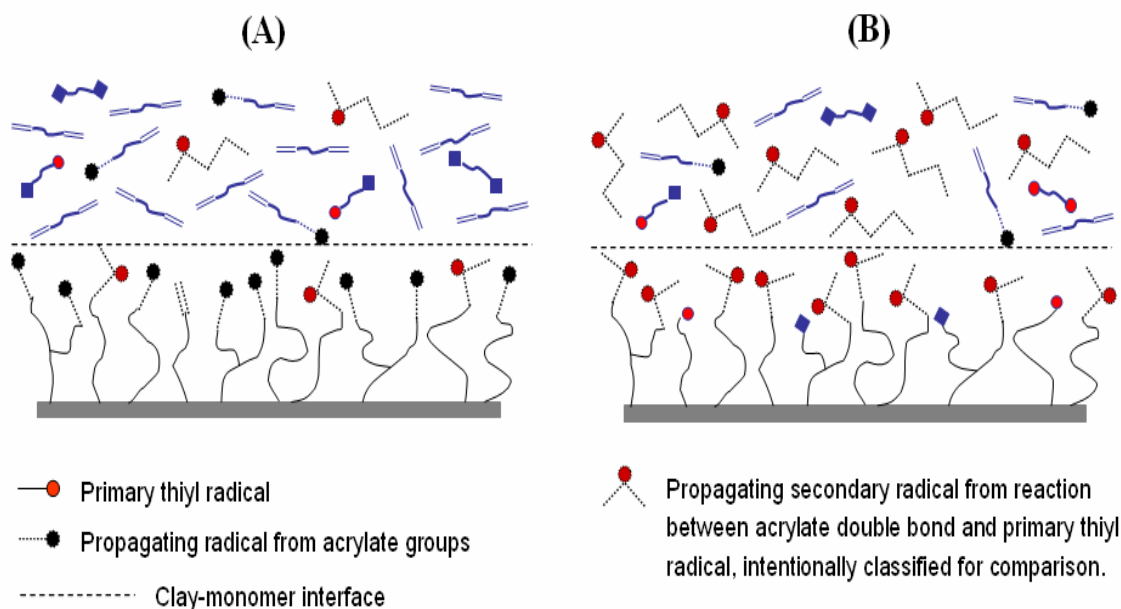 (A)
(B)
Primary thiyl radical
Propagating radical from acrylate groups
Clay-monomer interface
Propagating secondary radical from reaction
between acrylate double bond and primary thiyl
radical, intentionally classified for comparison.